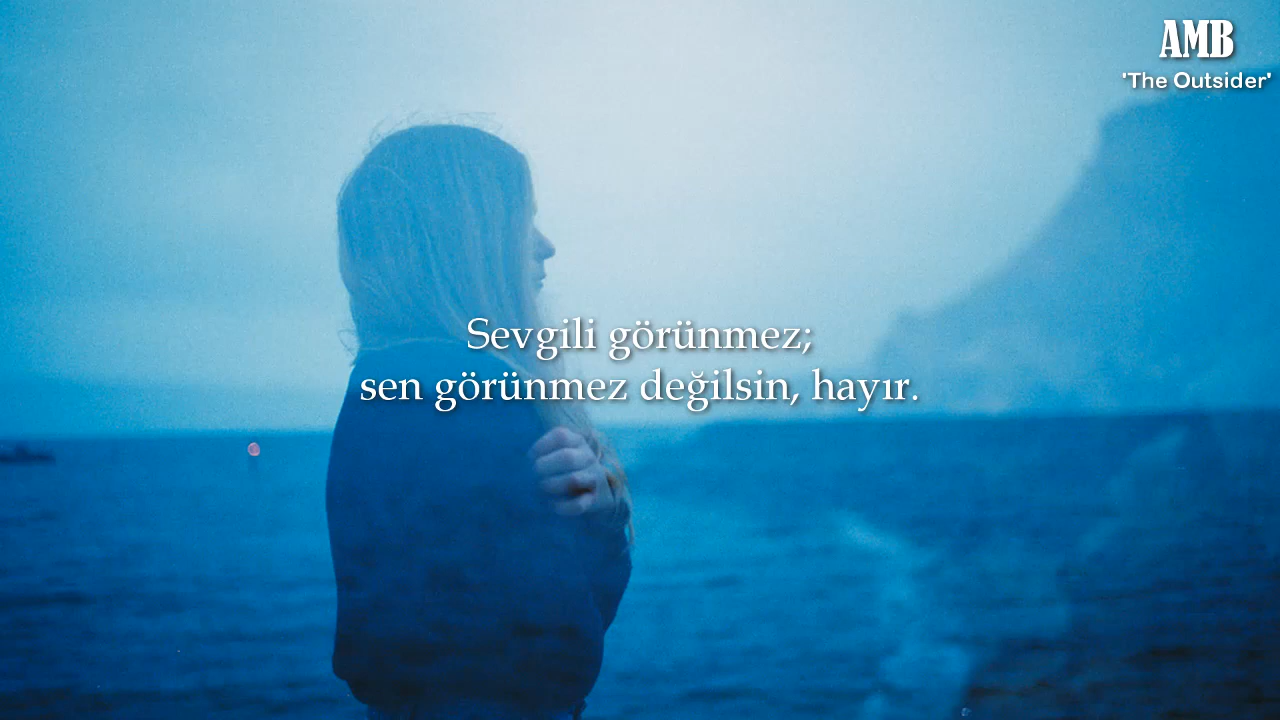 AMB
'The Outsider'
Sevgili görünmez;
sen görünmez değilsin, hayır.